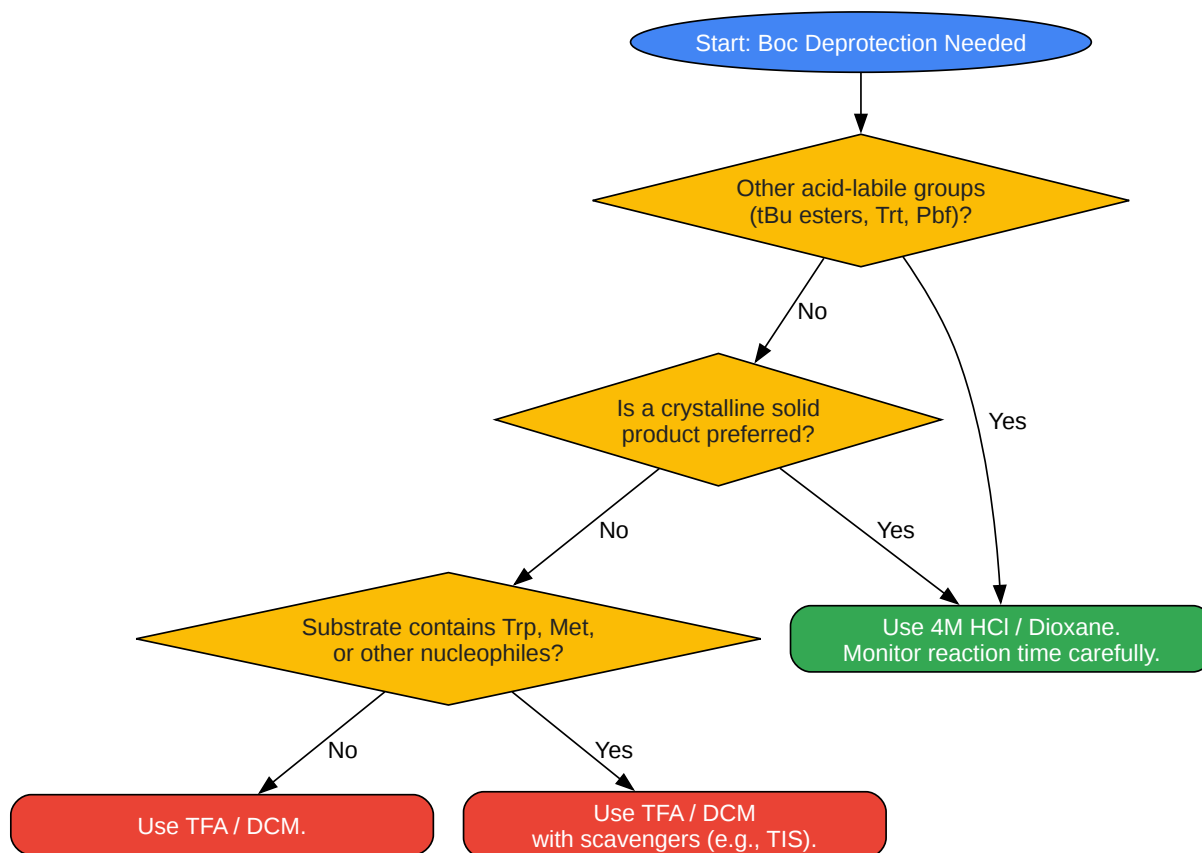 Start: Boc Deprotection Needed
Other acid-labile groups
(tBu esters, Trt, Pbf)?
No
Yes
Is a crystalline solid
product preferred?
No
Yes
Substrate contains Trp, Met,
or other nucleophiles?
Use 4M HCl / Dioxane.
Monitor reaction time carefully.
No
Yes
Use TFA / DCM.
Use TFA / DCM
with scavengers (e.g., TIS).